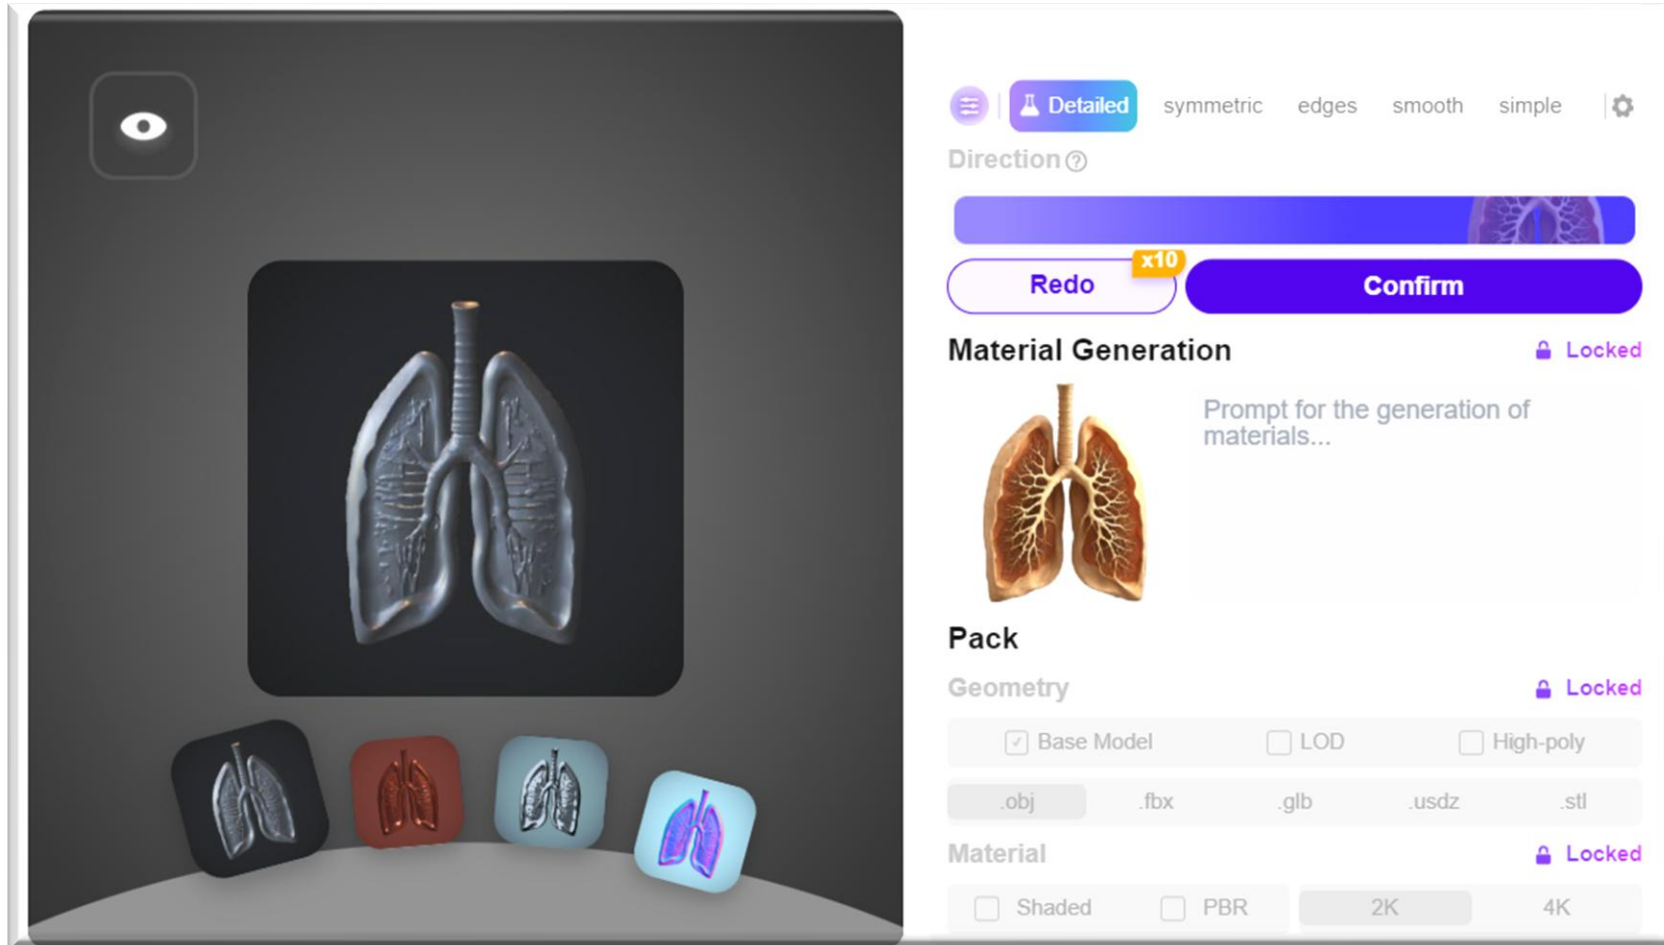 Detailed symmetric edges smooth simple
Direction
x10
Redo Confirm
Material Generation Locked
Prompt for the generation of
materials...
Pack
Geometry Locked
Base Model LOD High-poly
.obj .fbx .glb .usdz .stl
Material Locked
Shaded PBR 2K 4K